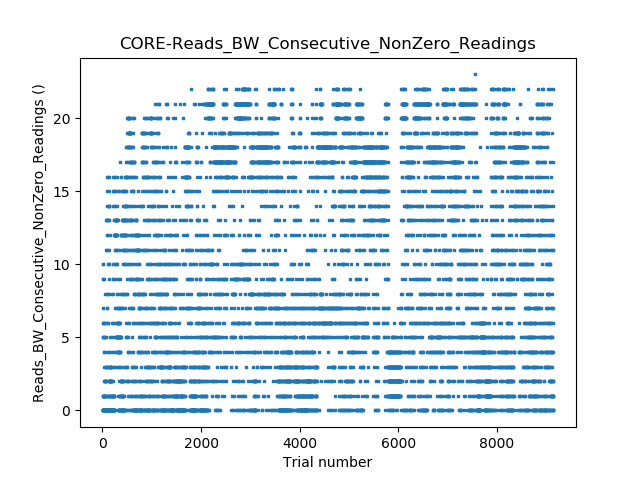 CORE-Reads_BW_Consecutive_NonZero_Readings
Reads_BW_Consecutive_NonZero_Readings ()
20
15
10
5
0
0 2000 4000 6000 8000
Trial number